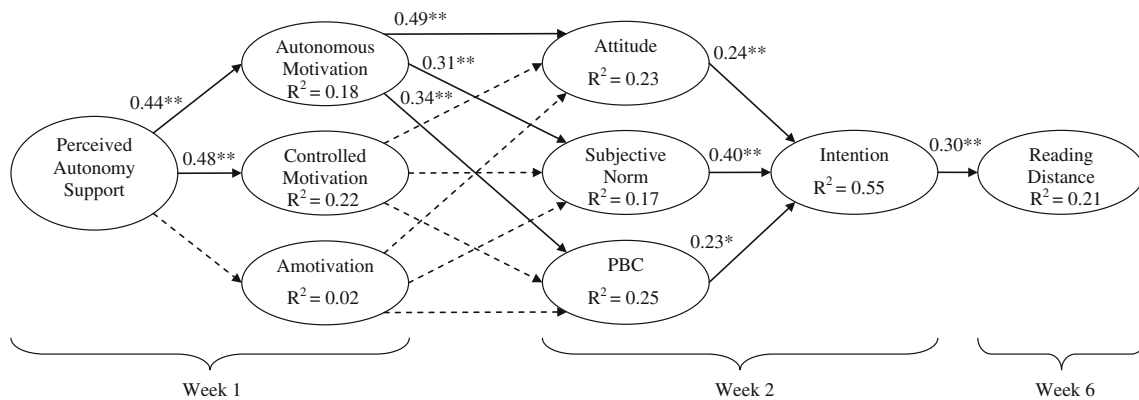 0.49**
Autonomous
Motivation
R² = 0.18
0.31**
0.34**
Attitude
R² = 0.23
0.24**
0.44**
Perceived
Autonomy
Support
0.48**
Controlled
Motivation
R² = 0.22
Subjective
Norm
R² = 0.17
0.40**
Intention
R² = 0.55
0.30**
Reading
Distance
R² = 0.21
Amotivation
R² = 0.02
PBC
R² = 0.25
0.23*
Week 1
Week 2
Week 6